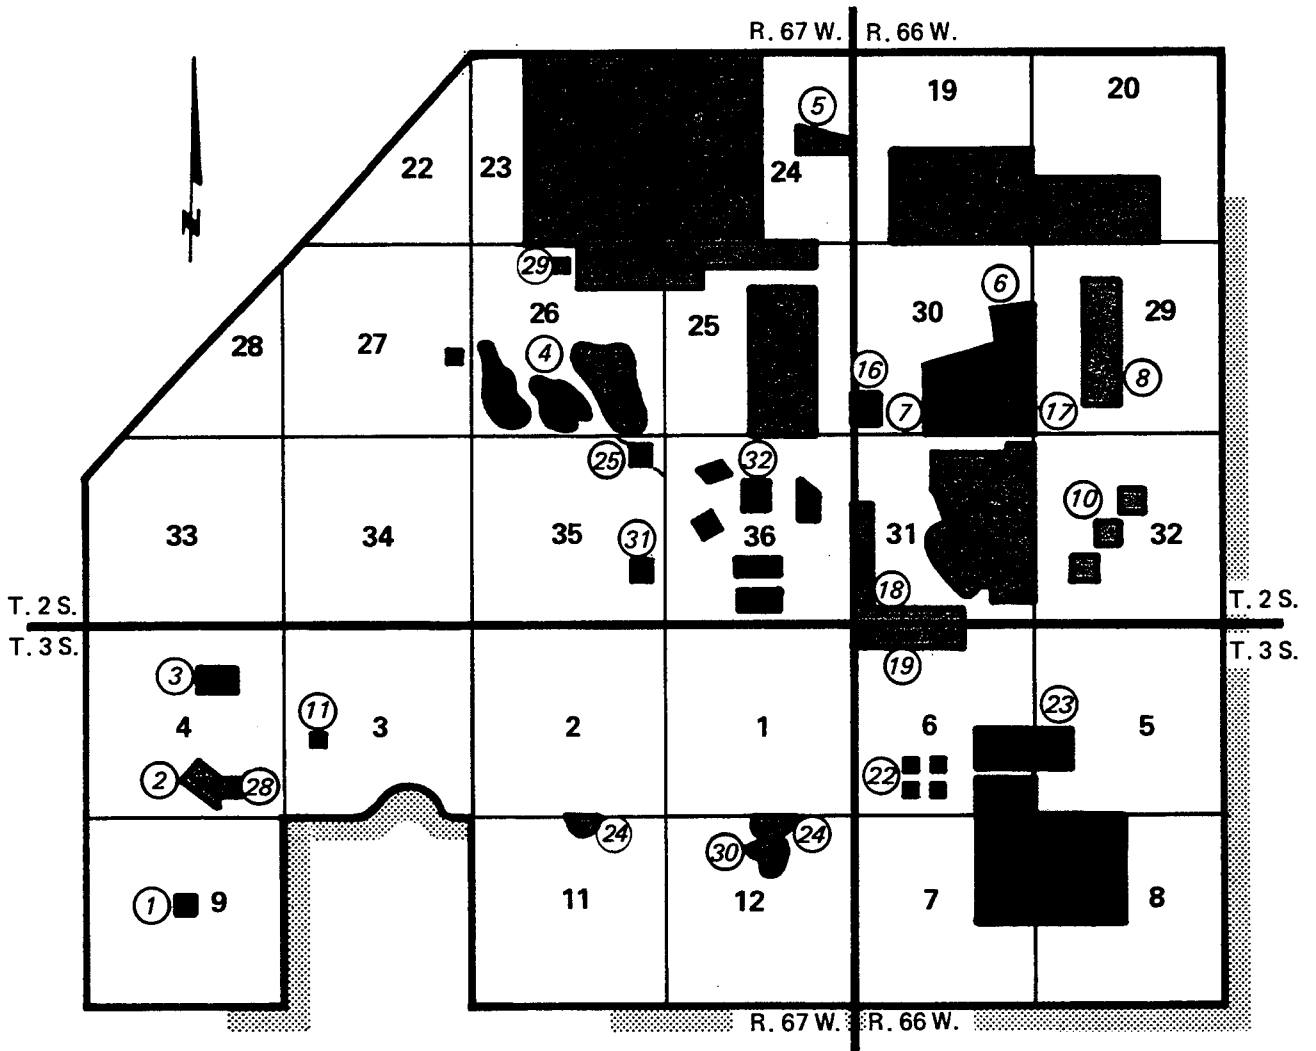 R. 67 W. R. 66 W.
19 20
5
22 23 24
29
6
26 25 30 29
28 27 4
16 8
7 17
25 32
10
33 34 35 31 36 31 32
18
T. 2 S. T. 2 S.
T. 3 S. T. 3 S.
19
3
11 23
4 3 2 1 6 5
2 28 22
24 30 24
1 9 11 12 7 8
R. 67 W. R. 66 W.
N